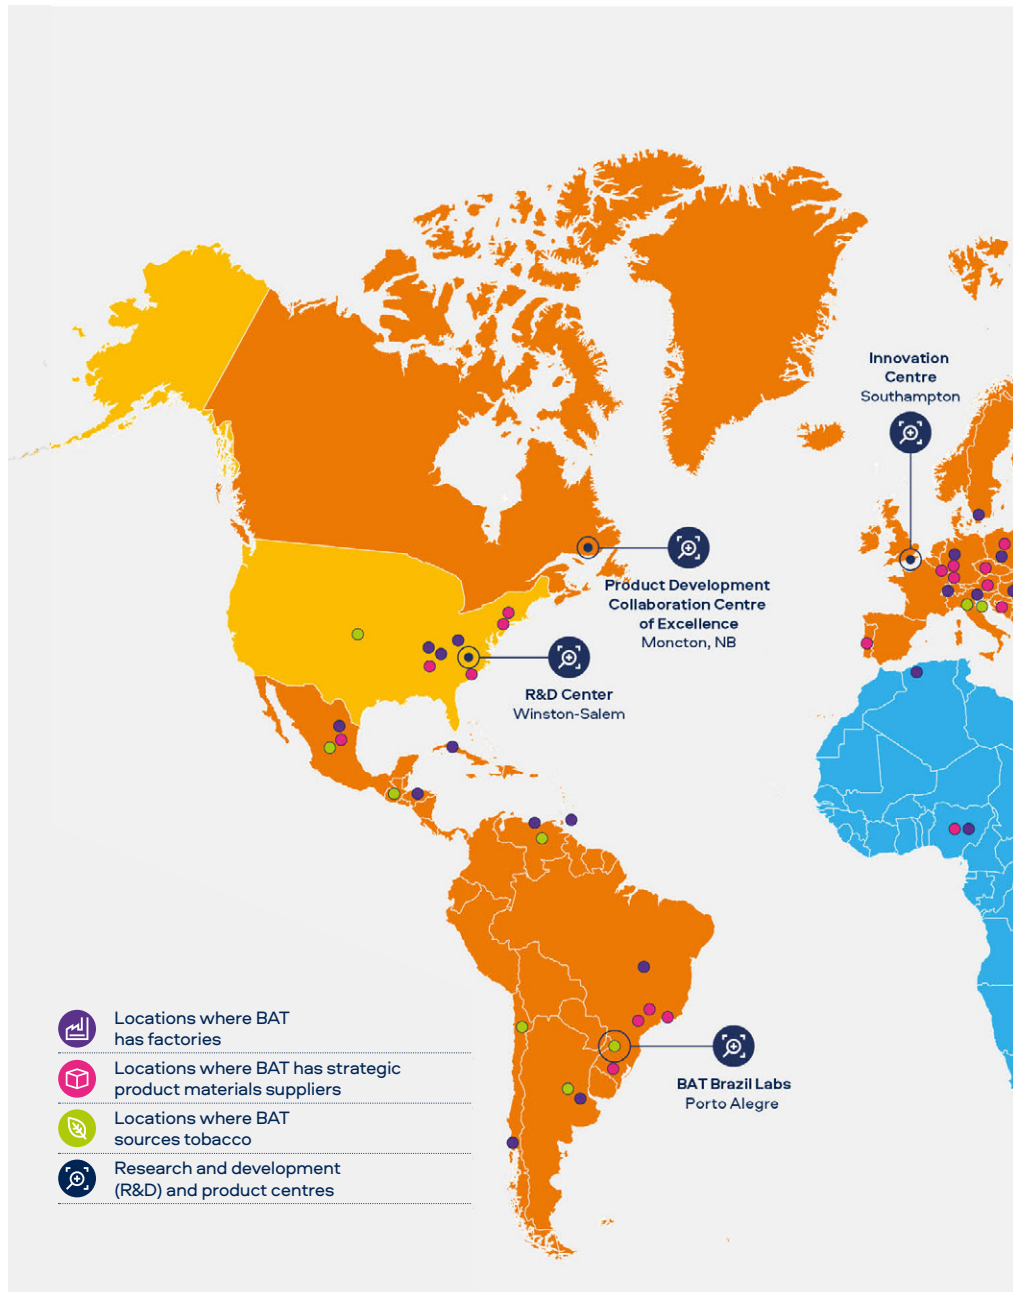 Innovation
Centre
Southampton
Product Development
Collaboration Centre
of Excellence
Moncton, NB
R&D Center
Winston-Salem
Locations where BAT
has factories
Locations where BAT has strategic
product materials suppliers
Locations where BAT
sources tobacco
Research and development
(R&D) and product centres
BAT Brazil Labs
Porto Alegre